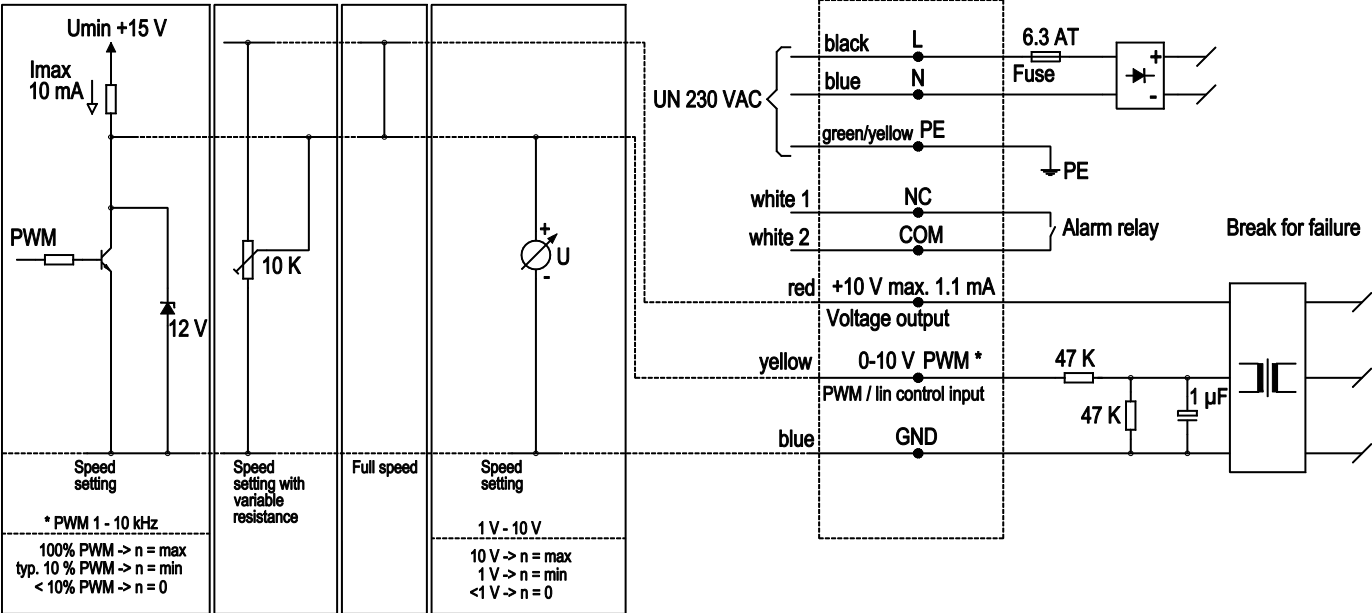 Umin +15 V
Imax
10 mA
PWM
12 V
Speed
setting
* PWM 1 - 10 kHz
100% PWM -> n = max
typ. 10 % PWM -> n = min
< 10% PWM -> n = 0
10 K
Speed
setting with
variable
resistance
Full speed
+
U
-
Speed
setting
1 V - 10 V
10 V -> n = max
1 V -> n = min
<1 V -> n = 0
UN 230 VAC
black
L
6.3 AT
Fuse
+
-
blue
N
green/yellow
PE
PE
white 1
NC
white 2
COM
Alarm relay
Break for failure
red
+10 V max. 1.1 mA
Voltage output
yellow
0-10 V PWM *
PWM / lin control input
47 K
47 K
1 µF
blue
GND